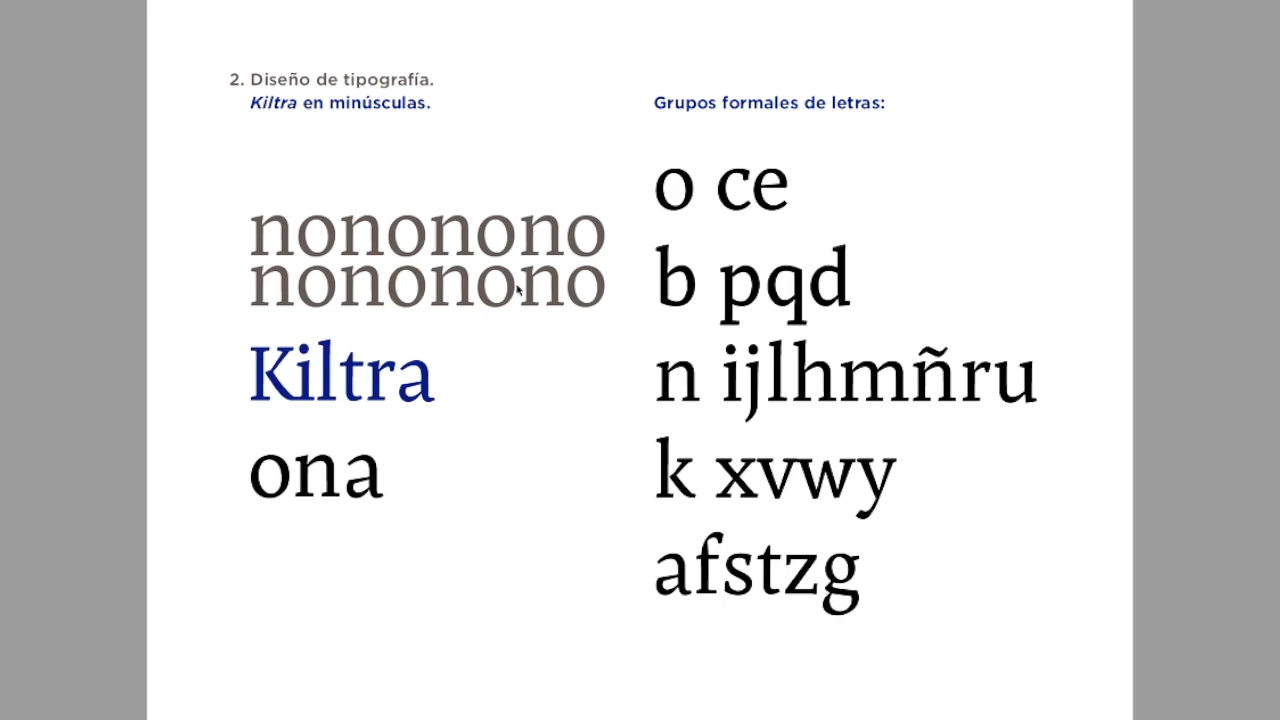 2. Diseño de tipografía.
Kiltra en minúsculas.
nononono
nononono
Kiltra
ona
Grupos formales de letras:
o ce
b pqd
n ijlhmñru
k xvwy
afstzg